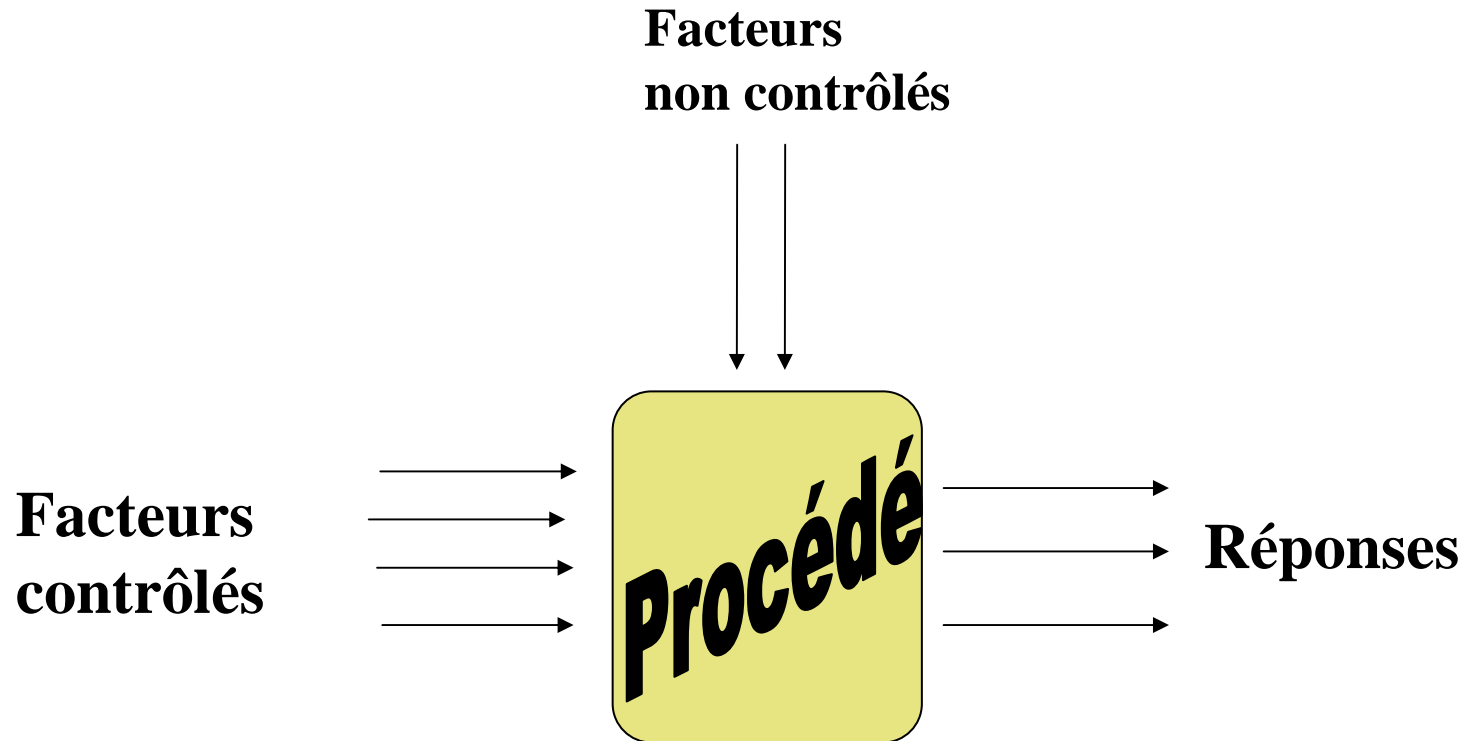 Facteurs
non contrôlés
Facteurs
contrôlés
Procédé
Réponses